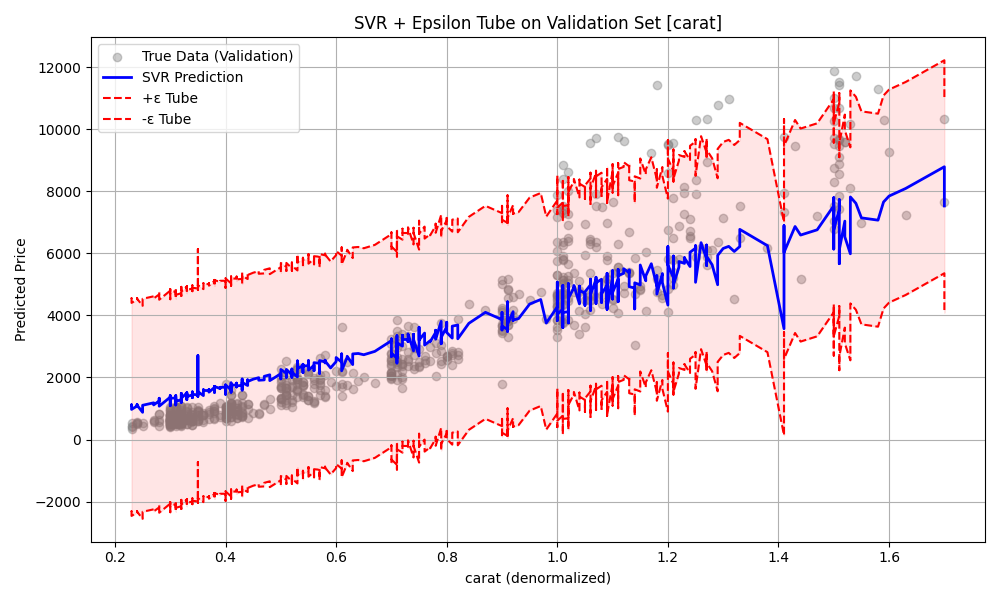 SVR + Epsilon Tube on Validation Set [carat]
True Data (Validation)
SVR Prediction
+ε Tube
-ε Tube
12000
10000
8000
6000
4000
2000
0
−2000
Predicted Price
0.2 0.4 0.6 0.8 1.0 1.2 1.4 1.6
carat (denormalized)